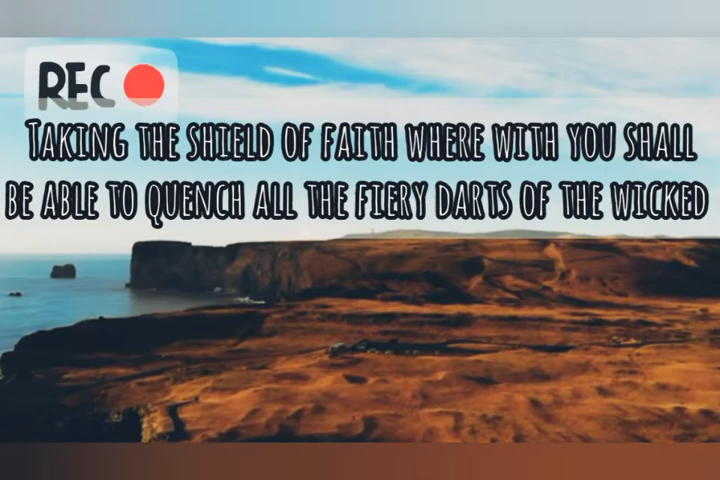 REC
TAKING THE SHIELD OF FAITH WHERE WITH YOU SHALL
BE ABLE TO QUENCH ALL THE FIERY DARTS OF THE WICKED